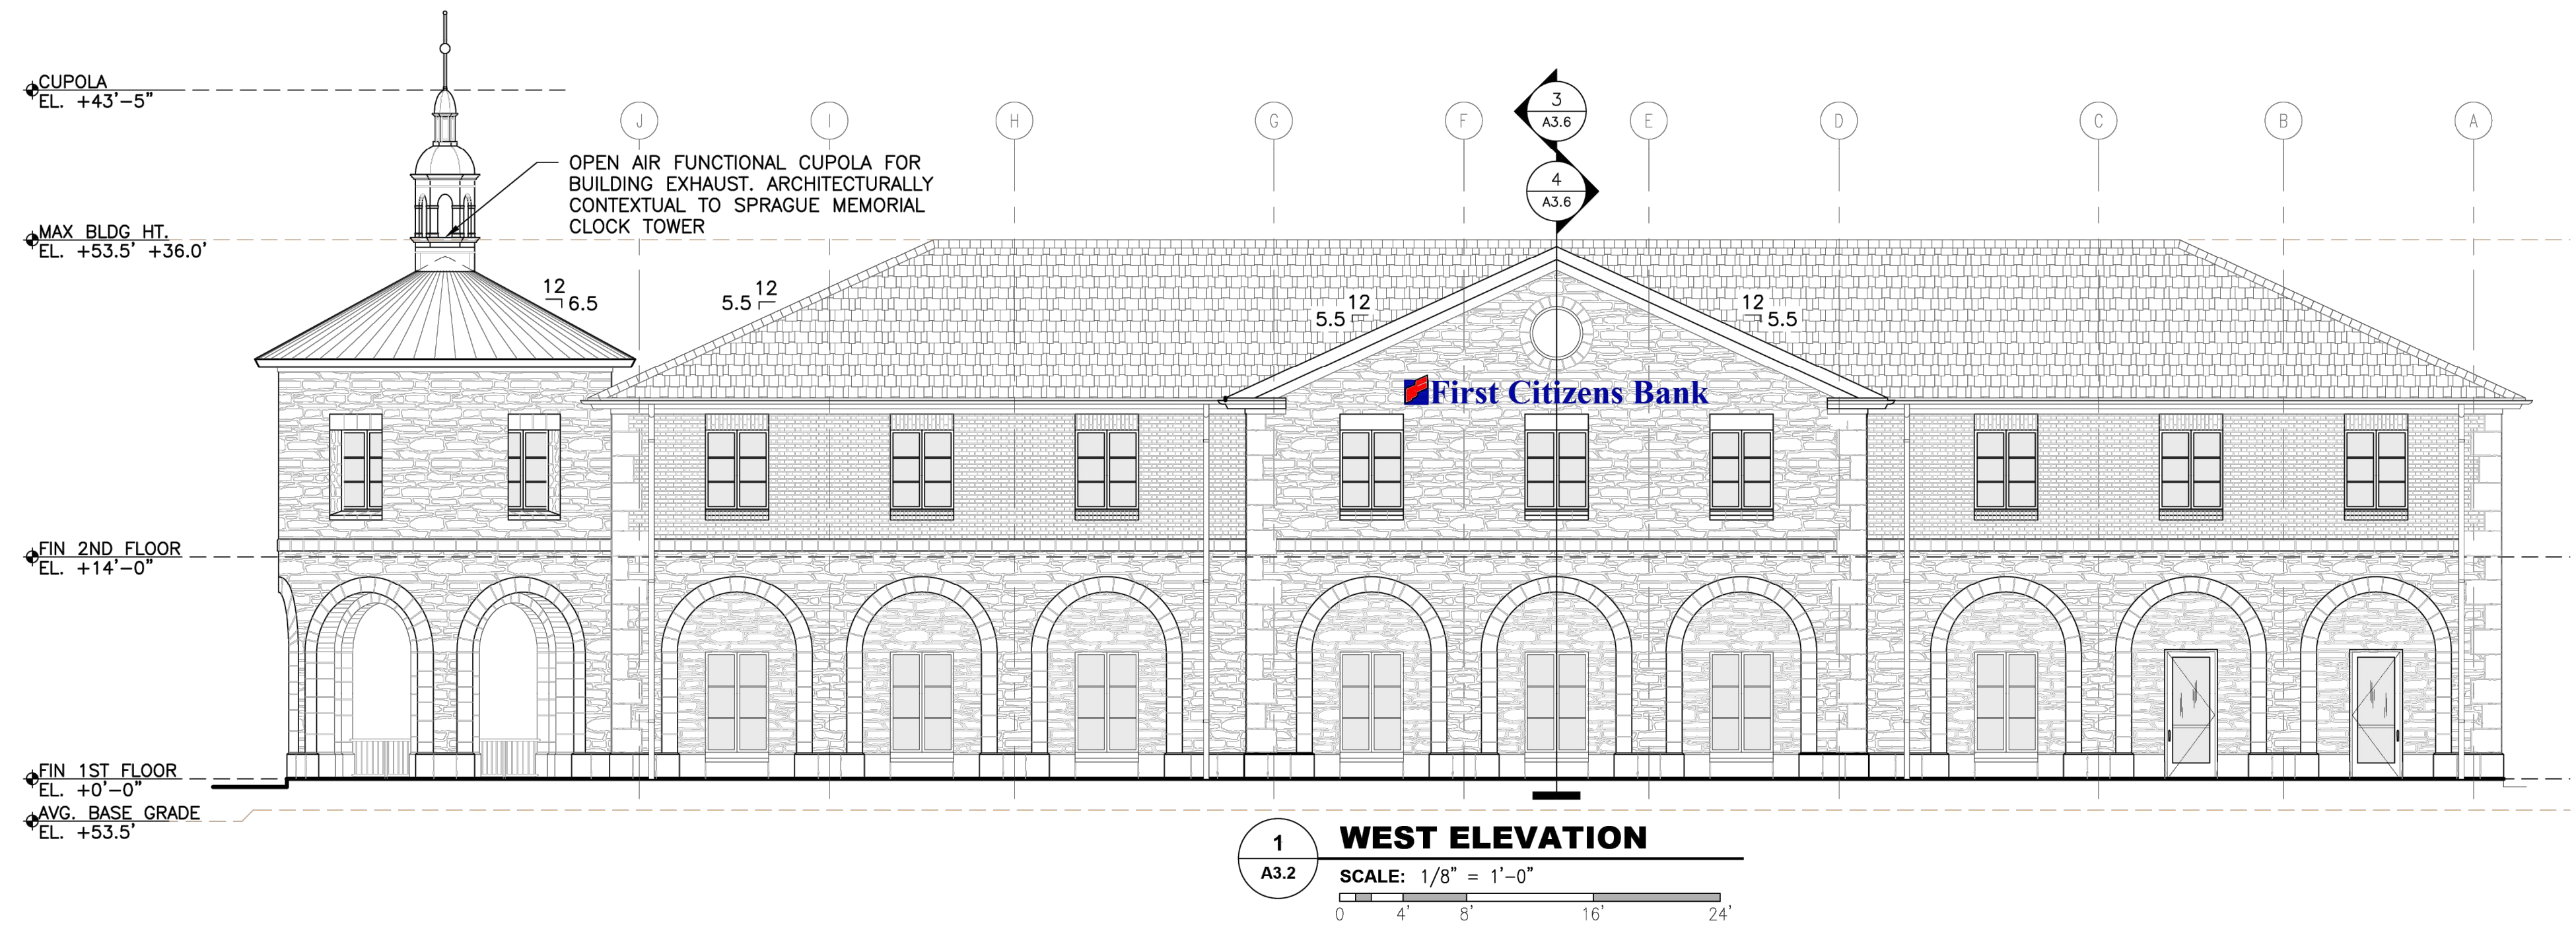 CUPOLA
EL. +43'-5"
MAX BLDG HT.
EL. +53.5' +36.0'
FIN 2ND FLOOR
EL. +14'-0"
FIN 1ST FLOOR
EL. +0'-0"
AVG. BASE GRADE
EL. +53.5'
OPEN AIR FUNCTIONAL CUPOLA FOR
BUILDING EXHAUST. ARCHITECTURALLY
CONTEXTUAL TO SPRAGUE MEMORIAL
CLOCK TOWER
J
I
H
G
F
E
D
C
B
A
3
A3.6
4
A3.6
12
6.5
12
5.5
12
5.5
12
5.5
First Citizens Bank
1
A3.2
WEST ELEVATION
SCALE: 1/8" = 1'-0"
0 4' 8' 16' 24'